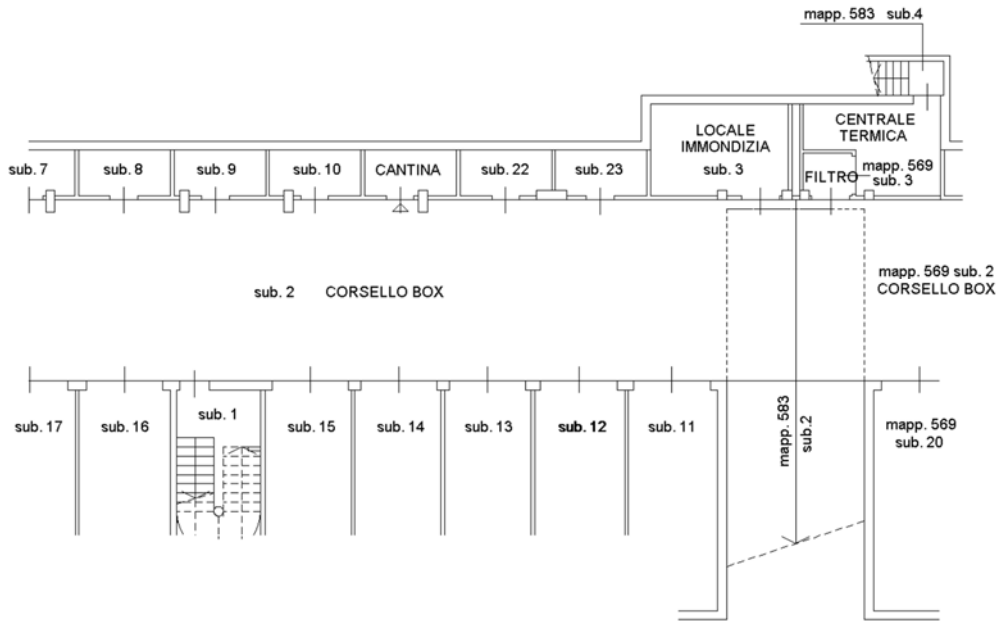 mapp. 583 sub.4
LOCALE
IMMONDIZIA
sub. 3
CENTRALE
TERMICA
sub. 7
sub. 8
sub. 9
sub. 10
CANTINA
sub. 22
sub. 23
FILTRO
mapp. 569
sub. 3
sub. 2 CORSELLO BOX
mapp. 569 sub. 2
CORSELLO BOX
sub. 17
sub. 16
sub. 1
sub. 15
sub. 14
sub. 13
sub. 12
sub. 11
mapp. 583
sub.2
mapp. 569
sub. 20